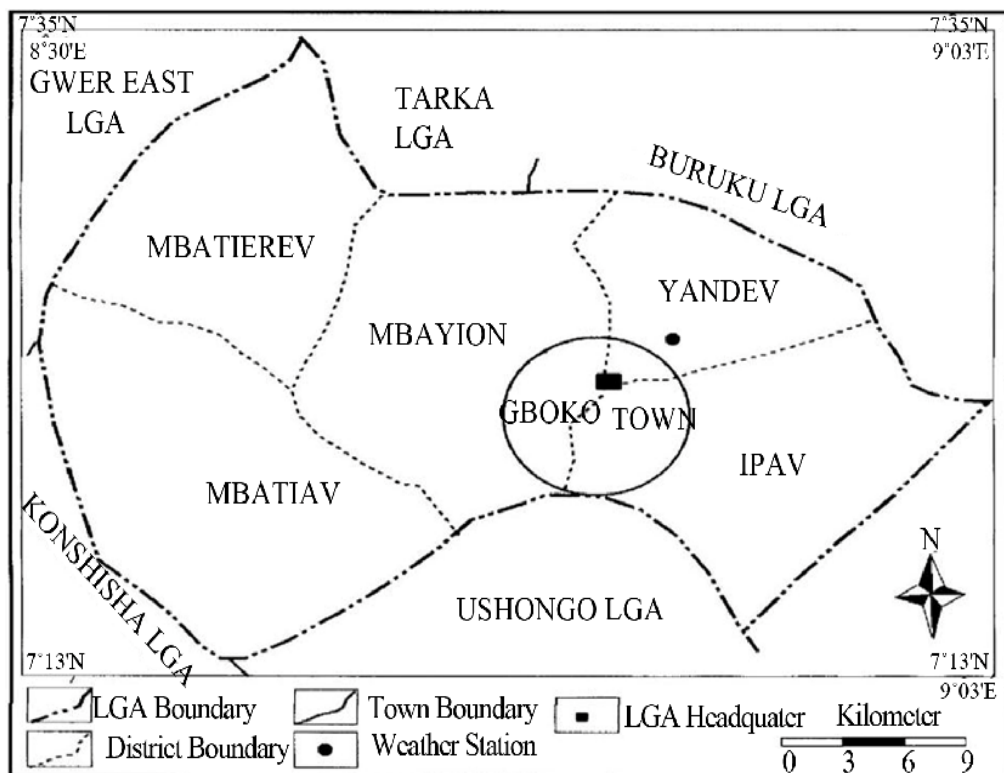 7°35'N
8°30'E
7°35'N
9°03'E
GWER EAST
LGA
TARKA
LGA
BURUKU LGA
MBATIEREV
YANDEV
MBAYION
GBOKO TOWN
IPAV
MBATIAV
KONSHISHA LGA
USHONGO LGA
N
7°13'N
7°13'N
9°03'E
LGA Boundary
Town Boundary
LGA Headquater
Kilometer
District Boundary
Weather Station
0 3 6 9